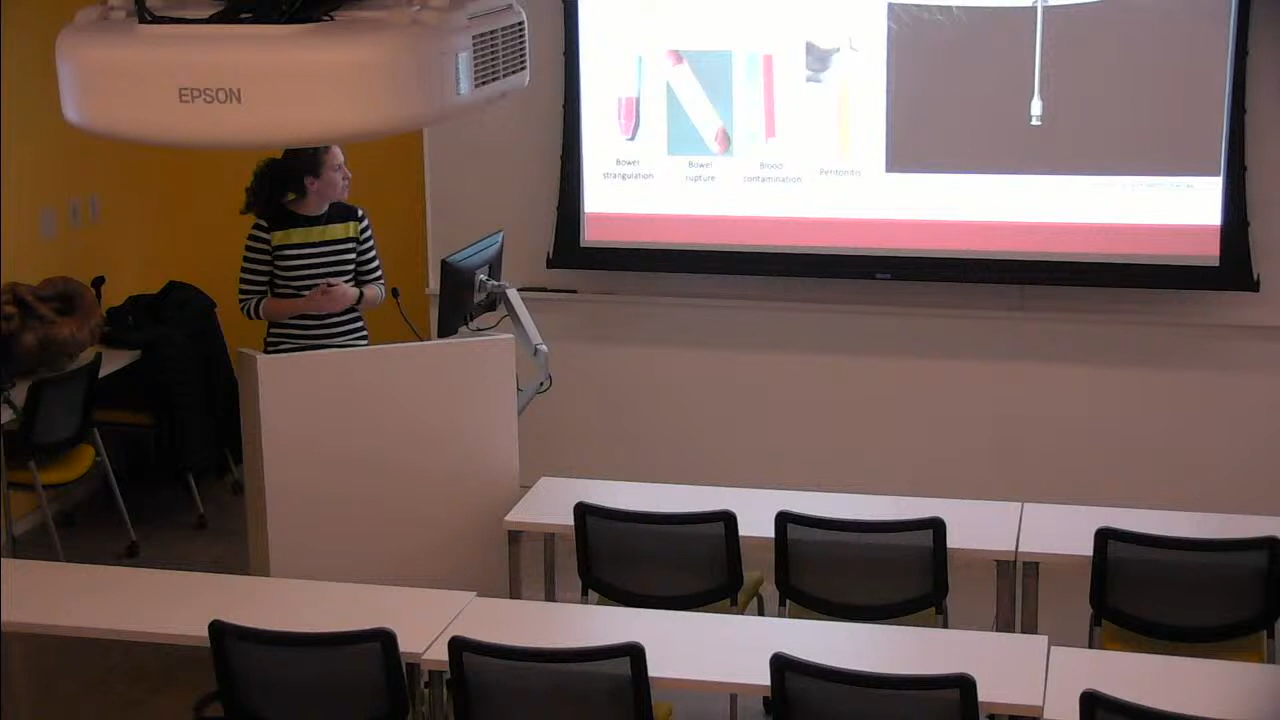 EPSON
Bowel
strangulation
Bowel
rupture
Blood
contamination
Peritonitis